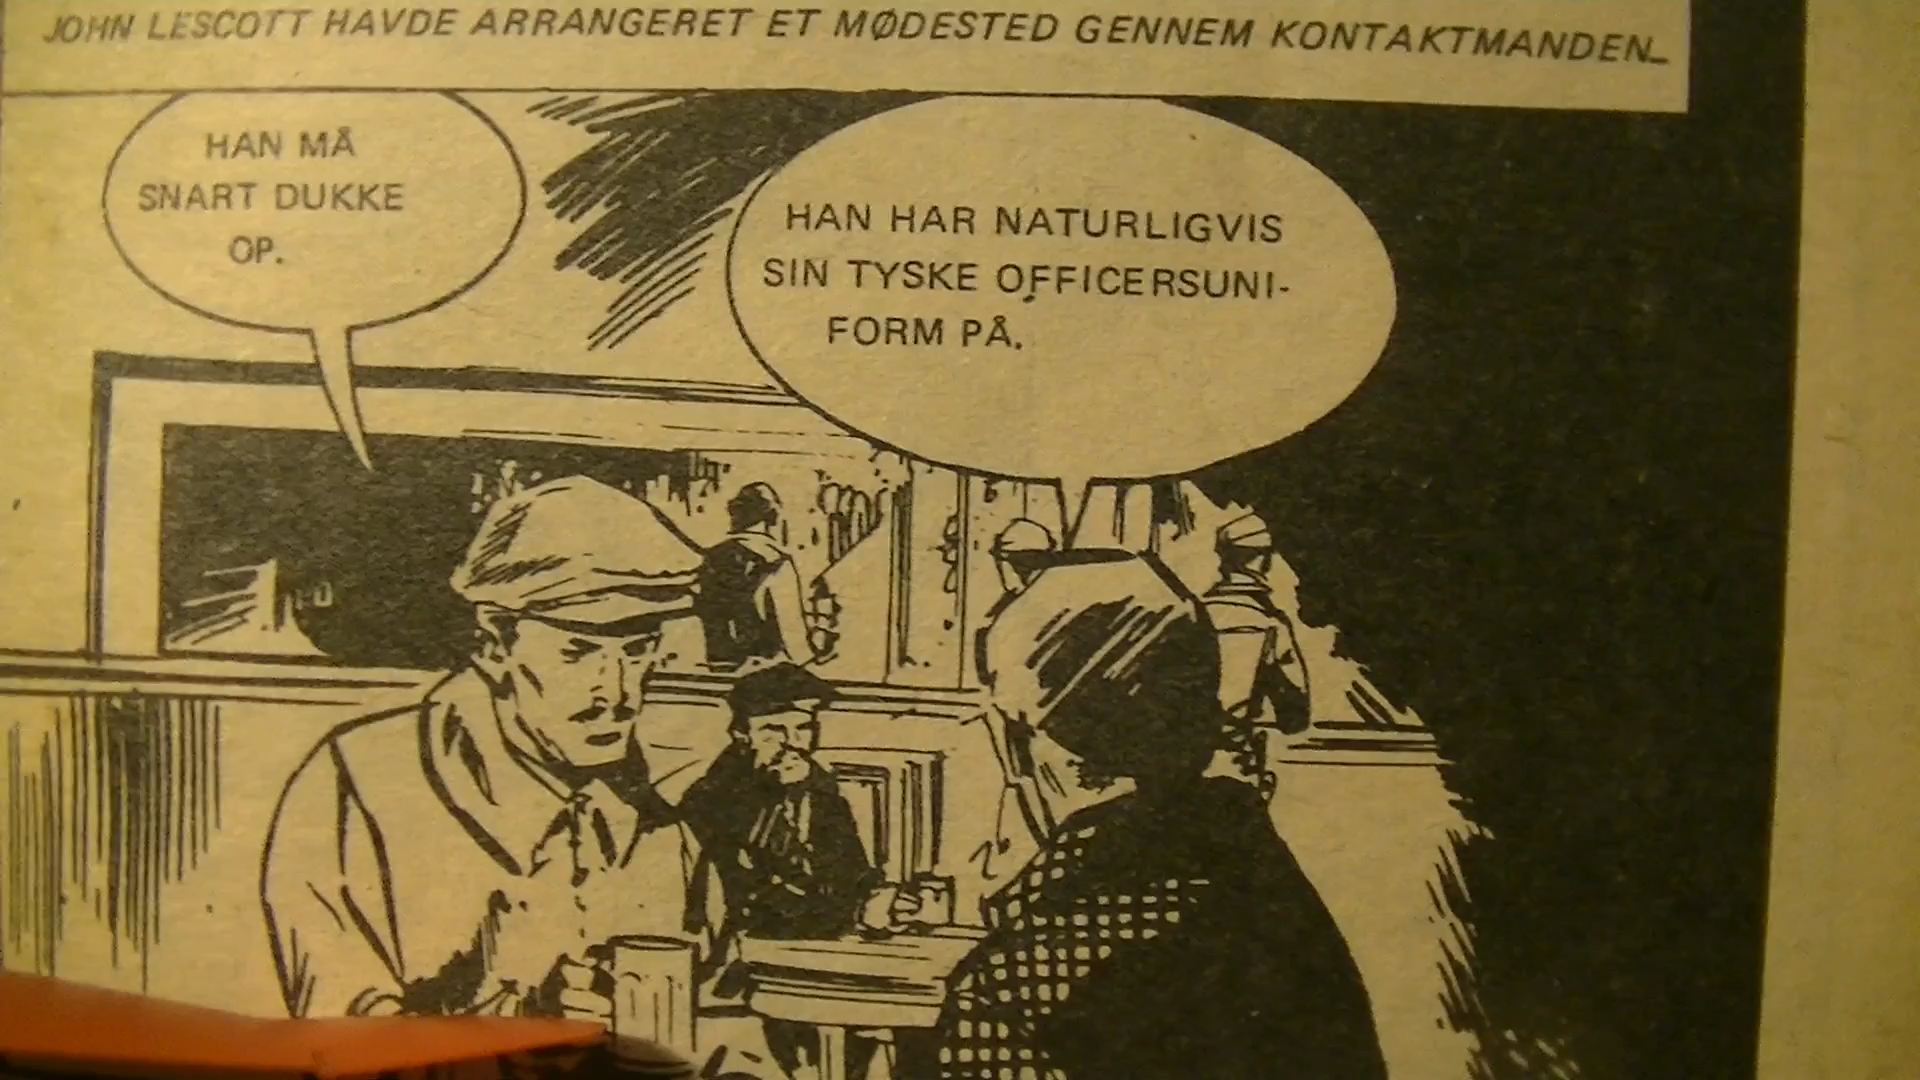 JOHN LESCOTT HAVDE ARRANGERET ET MØDESTED GENNEM KONTAKTMANDEN_
HAN MÅ
SNART DUKKE
OP.
HAN HAR NATURLIGVIS
SIN TYSKE OFFICERSUNI-
FORM PÅ.